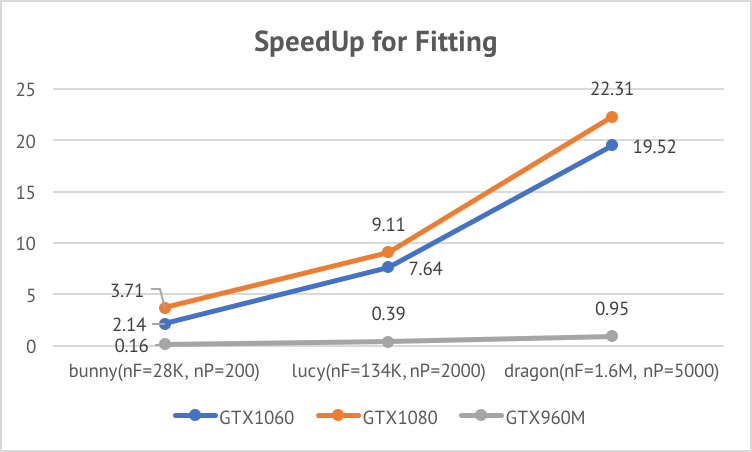 SpeedUp for Fitting
25
20
15
10
5
0
22.31
19.52
9.11
7.64
3.71
2.14
0.16
0.39
0.95
bunny(nF=28K, nP=200)
lucy(nF=134K, nP=2000)
dragon(nF=1.6M, nP=5000)
GTX1060
GTX1080
GTX960M